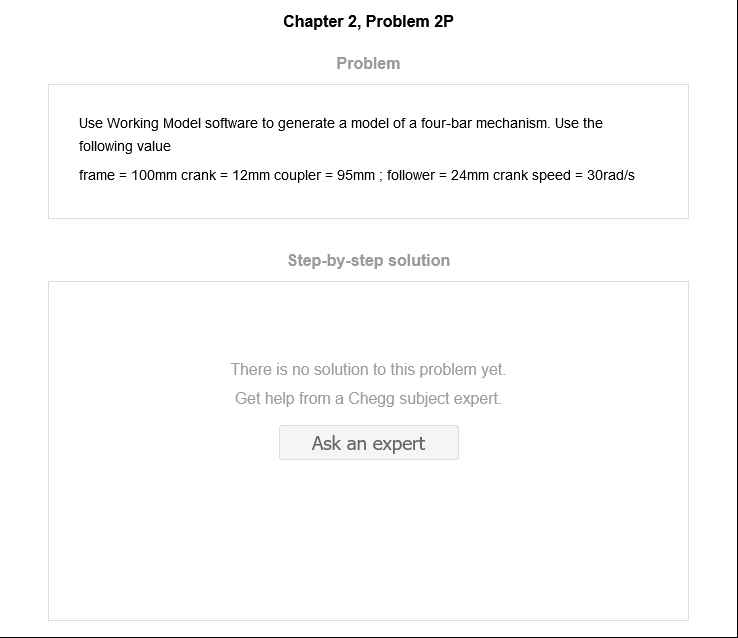 Chapter 2, Problem 2P
Problem
Use Working Model software to generate a model of a four-bar mechanism. Use the
following value
frame = 100mm crank = 12mm coupler = 95mm ; follower = 24mm crank speed = 30rad/s
Step-by-step solution
There is no solution to this problem yet.
Get help from a Chegg subject expert.
Ask an expert